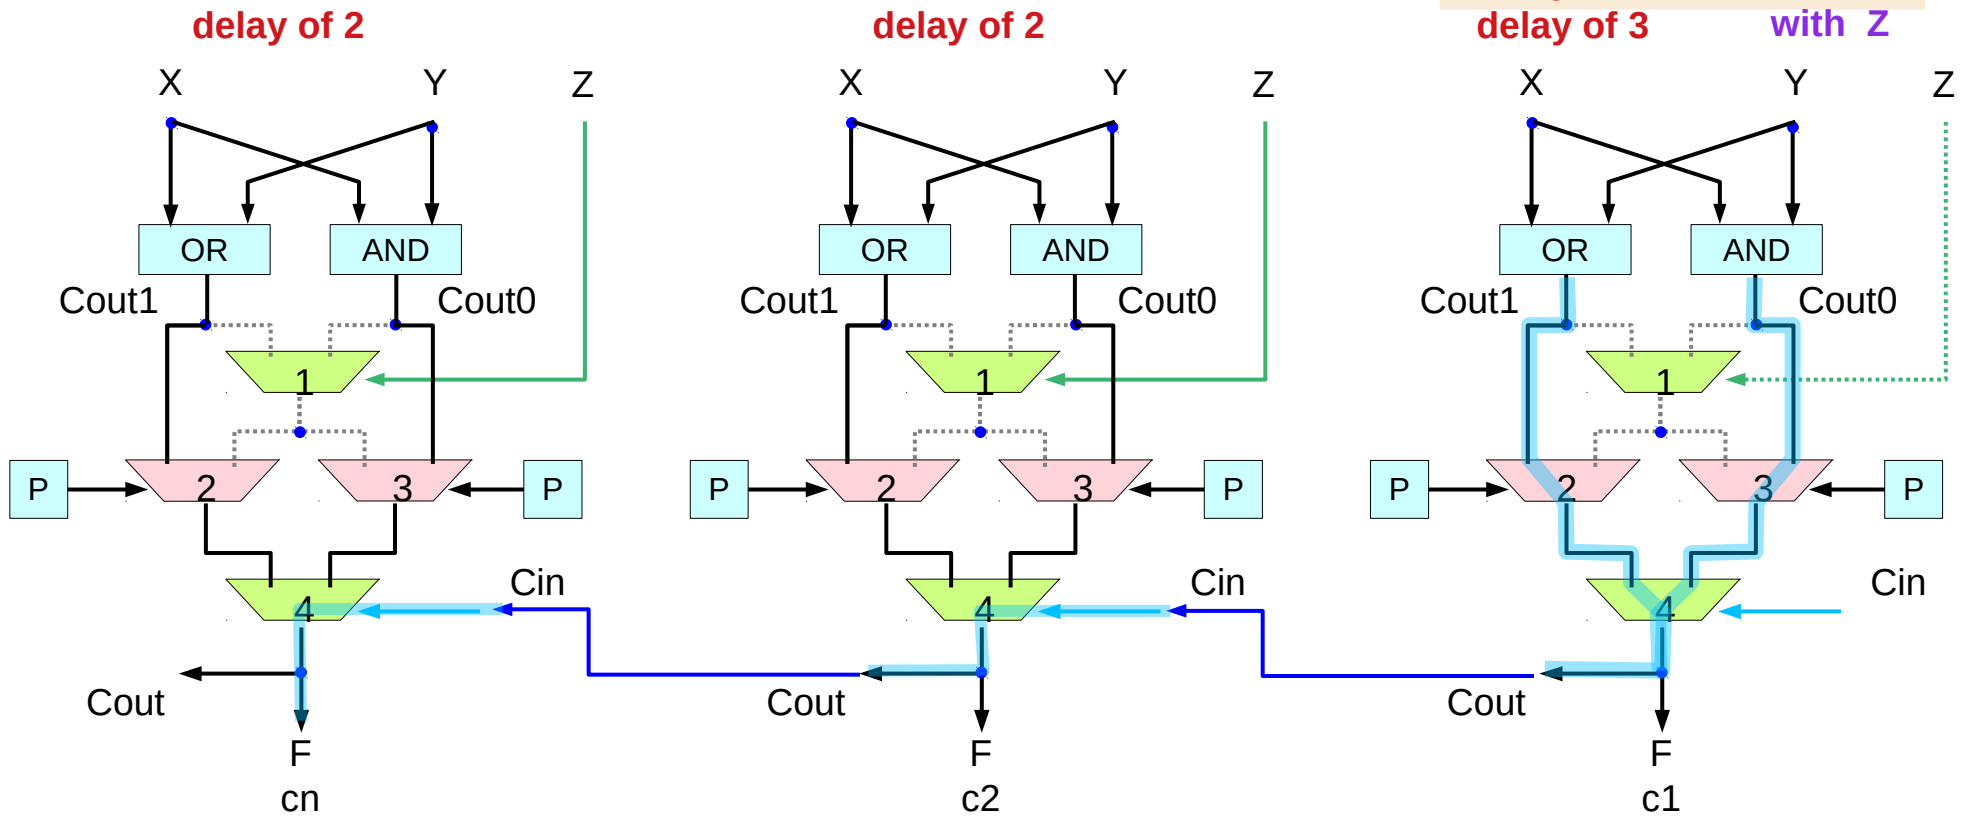 delay of 2 delay of 2 delay of 3 with Z
X Y Z X Y Z X Y Z
OR AND OR AND OR AND
Cout1 Cout0 Cout1 Cout0 Cout1 Cout0
1 1 1
P 2 3 P P 2 3 P P 2 3 P
4 Cin 4 Cin 4 Cin
Cout Cout Cout
F F F
cn c2 c1